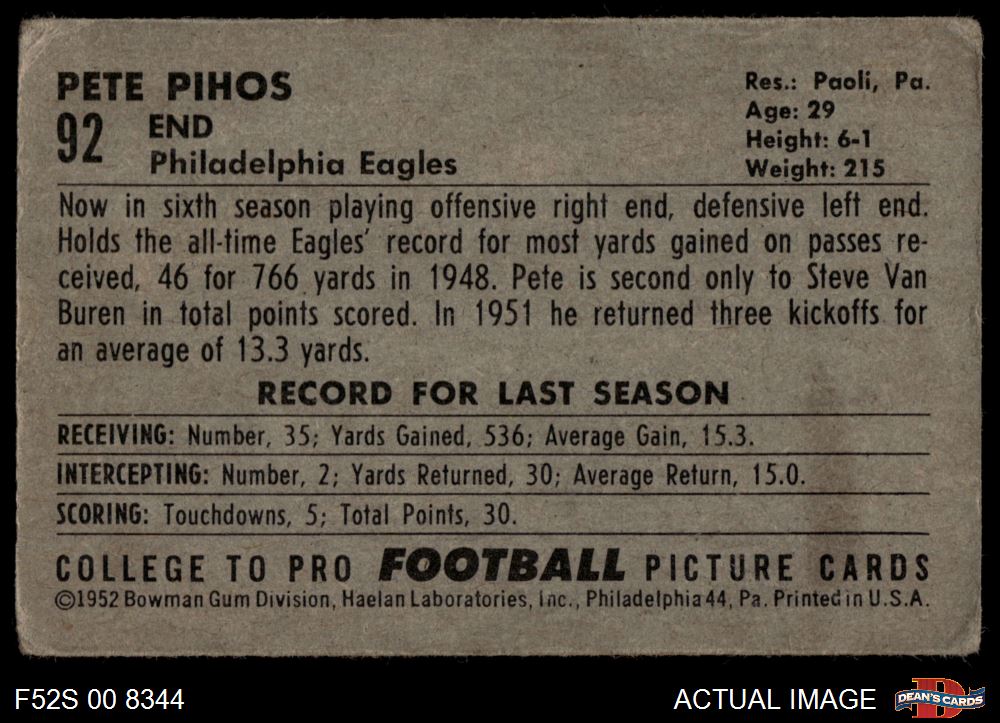 PETE PIHOS
92 END
Philadelphia Eagles
Res.: Paoli, Pa.
Age: 29
Height: 6-1
Weight: 215
Now in sixth season playing offensive right end, defensive left end.
Holds the all-time Eagles' record for most yards gained on passes re-
ceived, 46 for 766 yards in 1948. Pete is second only to Steve Van
Buren in total points scored. In 1951 he returned three kickoffs for
an average of 13.3 yards.
RECORD FOR LAST SEASON
RECEIVING: Number, 35; Yards Gained, 536; Average Gain, 15.3.
INTERCEPTING: Number, 2; Yards Returned, 30; Average Return, 15.0.
SCORING: Touchdowns, 5; Total Points, 30.
COLLEGE TO PRO FOOTBALL PICTURE CARDS
©1952 Bowman Gum Division, Haelan Laboratories, Inc., Philadelphia 44, Pa. Printed in U.S.A.
F52S 00 8344
ACTUAL IMAGE
D
DEAN'S CARDS